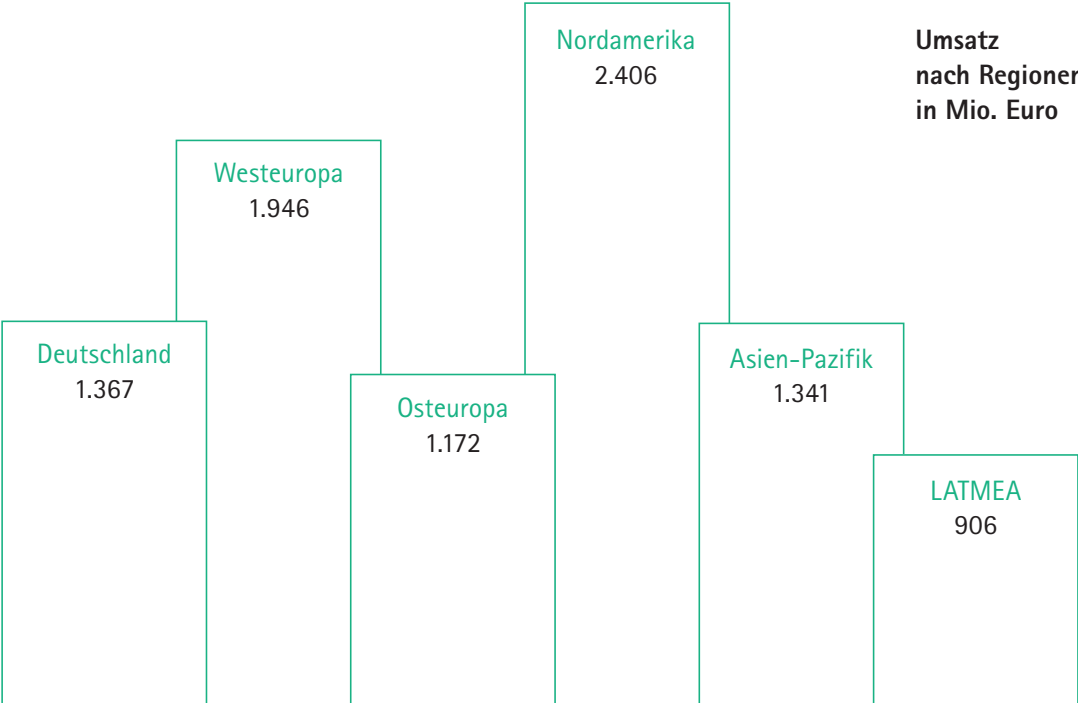 Umsatz
nach Regionen
in Mio. Euro
Nordamerika
2.406
Westeuropa
1.946
Deutschland
1.367
Asien-Pazifik
1.341
Osteuropa
1.172
LATMEA
906